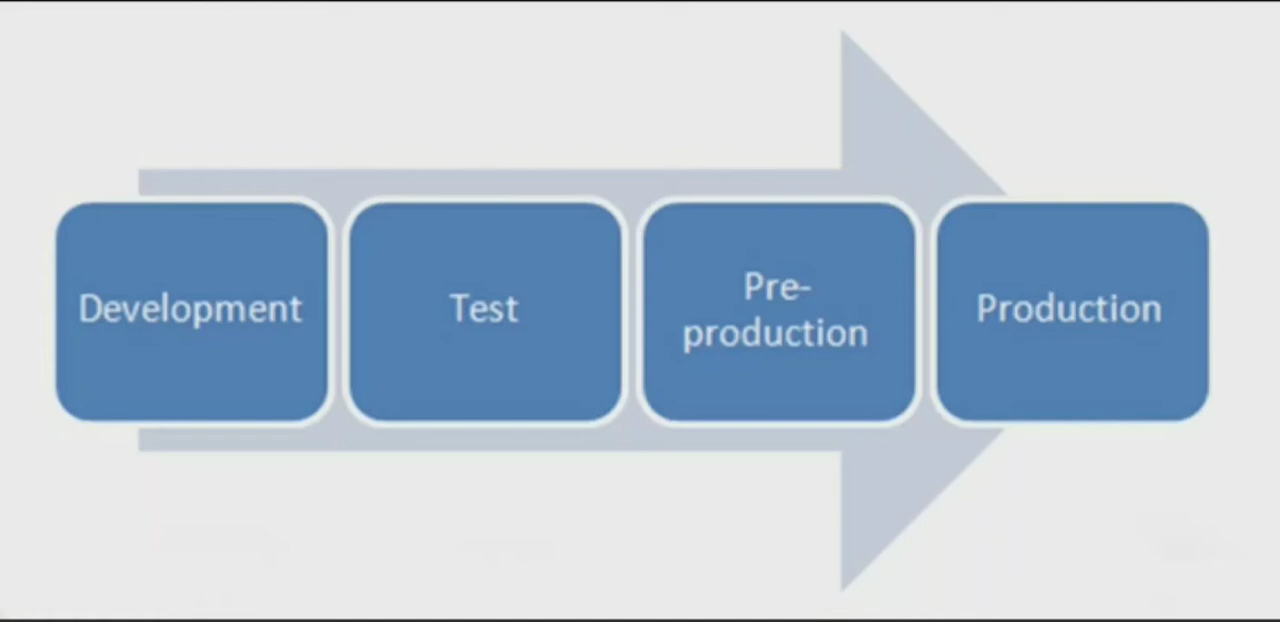 Development
Test
Pre-
production
Production